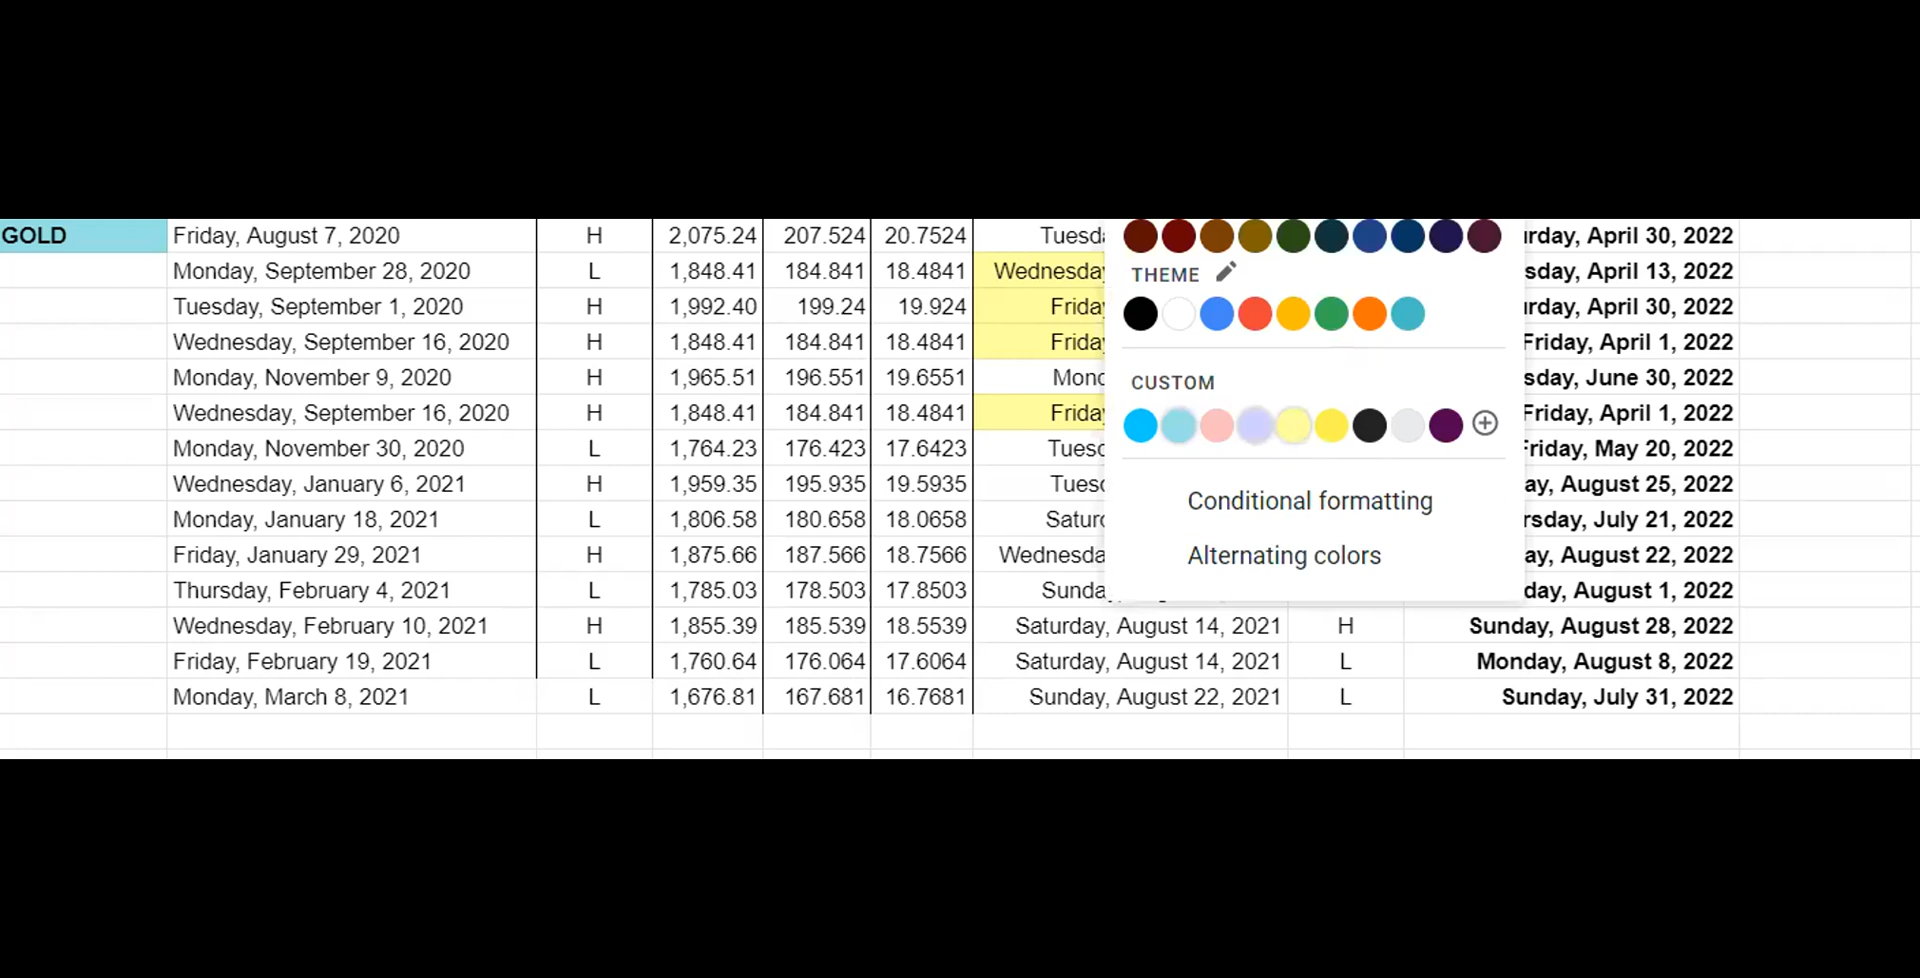 GOLD Friday, August 7, 2020 H 2,075.24 207.524 20.7524 April 30, 2022
Monday, September 28, 2020 L 1,848.41 184.841 18.4841 April 13, 2022
THEME
Tuesday, September 1, 2020 H 1,992.40 199.24 19.924 April 30, 2022
Wednesday, September 16, 2020 H 1,848.41 184.841 18.4841 Friday, April 1, 2022
Monday, November 9, 2020 H 1,965.51 196.551 19.6551 June 30, 2022
CUSTOM
Wednesday, September 16, 2020 H 1,848.41 184.841 18.4841 Friday, April 1, 2022
Monday, November 30, 2020 L 1,764.23 176.423 17.6423 Friday, May 20, 2022
Wednesday, January 6, 2021 H 1,959.35 195.935 19.5935 August 25, 2022
Conditional formatting
Monday, January 18, 2021 L 1,806.58 180.658 18.0658 July 21, 2022
Friday, January 29, 2021 H 1,875.66 187.566 18.7566 August 22, 2022
Alternating colors
Thursday, February 4, 2021 L 1,785.03 178.503 17.8503 August 1, 2022
Wednesday, February 10, 2021 H 1,855.39 185.539 18.5539 Saturday, August 14, 2021 H Sunday, August 28, 2022
Friday, February 19, 2021 L 1,760.64 176.064 17.6064 Saturday, August 14, 2021 L Monday, August 8, 2022
Monday, March 8, 2021 L 1,676.81 167.681 16.7681 Sunday, August 22, 2021 L Sunday, July 31, 2022